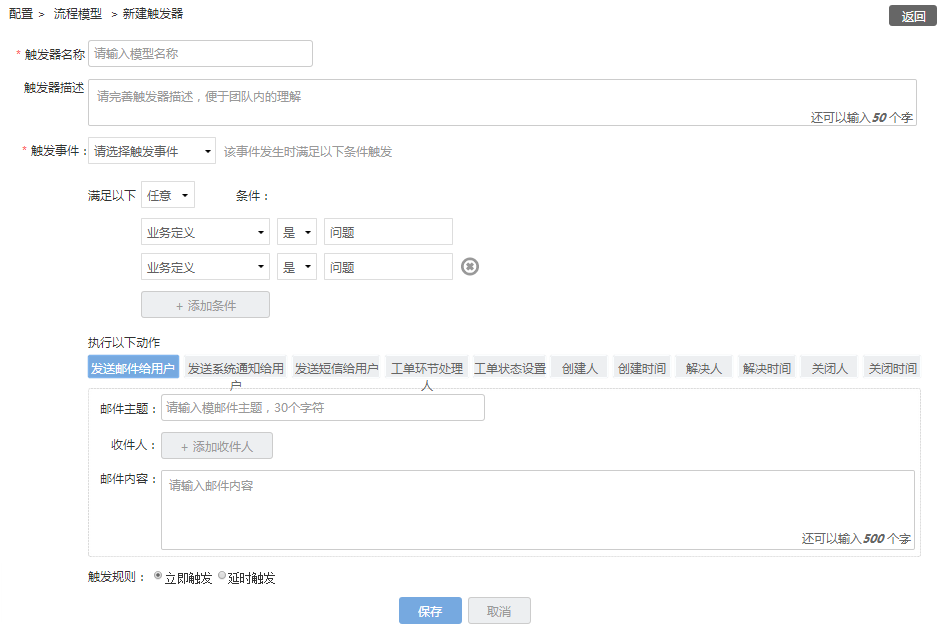 配置 > 流程模型 > 新建触发器
返回
* 触发器名称 请输入模型名称
触发器描述 请完善触发器描述，便于团队内的理解
还可以输入50个字
* 触发事件： 请选择触发事件 该事件发生时满足以下条件触发
满足以下 任意 条件：
业务定义 是 问题
业务定义 是 问题
+ 添加条件
执行以下动作
发送邮件给用户 发送系统通知给用户 发送短信给用户 工单环节处理人 工单状态设置 创建人 创建时间 解决人 解决时间 关闭人 关闭时间
邮件主题： 请输入模邮件主题，30个字符
收件人： + 添加收件人
邮件内容： 请输入邮件内容
还可以输入500个字
触发规则： 立即触发 延时触发
保存 取消